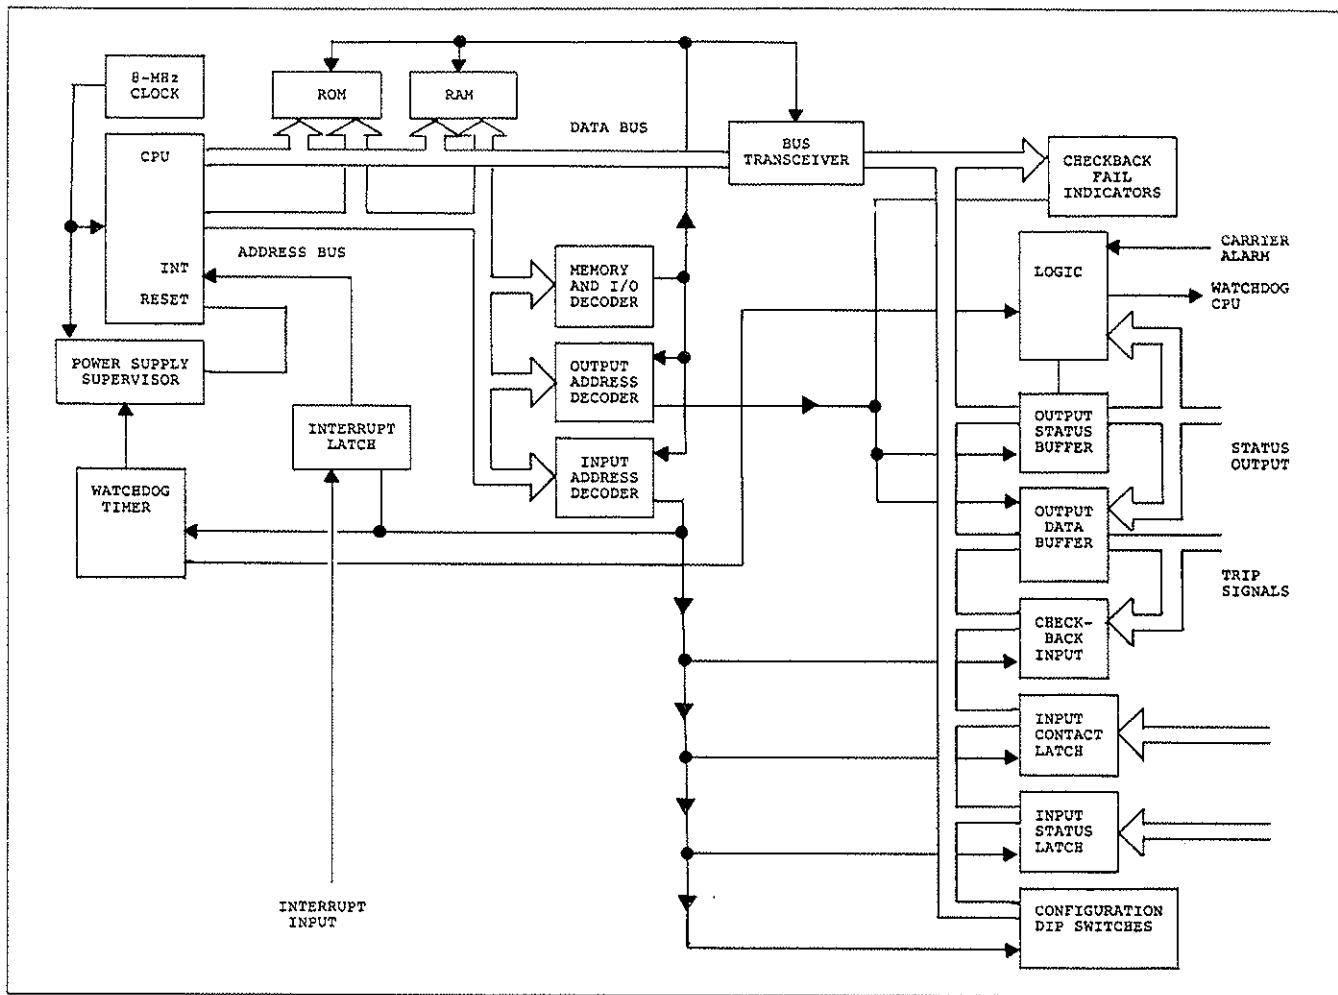 8-MHz
CLOCK
ROM
RAM
DATA BUS
BUS
TRANSCEIVER
CHECKBACK
FAIL
INDICATORS
CPU
ADDRESS BUS
INT
RESET
MEMORY
AND I/O
DECODER
LOGIC
CARRIER
ALARM
WATCHDOG
CPU
POWER SUPPLY
SUPERVISOR
OUTPUT
ADDRESS
DECODER
INTERRUPT
LATCH
OUTPUT
STATUS
BUFFER
STATUS
OUTPUT
INPUT
ADDRESS
DECODER
WATCHDOG
TIMER
OUTPUT
DATA
BUFFER
TRIP
SIGNALS
CHECK-
BACK
INPUT
INPUT
CONTACT
LATCH
INPUT
STATUS
LATCH
INTERRUPT
INPUT
CONFIGURATION
DIP SWITCHES